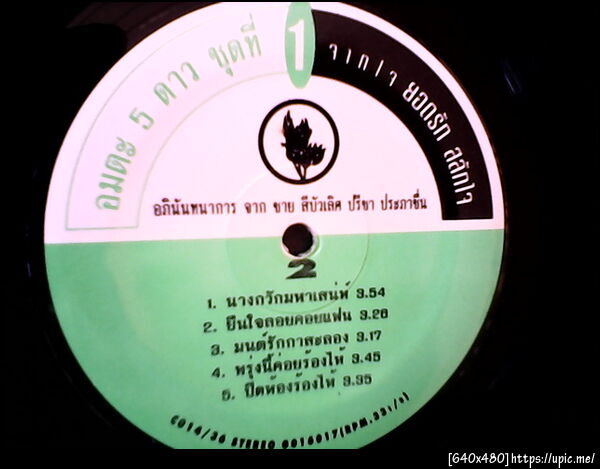 อมตะ 5 ดาว ชุดที่ 1 จากใจ ยอดรัก สลักใจ
อภินันทนาการ จาก ชาย สีบัวเลิศ ปรีชา ประภาชื่น
2
1. นางกวักมหาเสน่ห์ 3.54
2. ยืนใจลอยคอยแฟน 3.26
3. มนต์รักกาสะลอง 3.17
4. พรุ่งนี้ค่อยร้องไห้ 3.45
5. ปิดห้องร้องไห้ 3.35
STEREO
[640x480]https://upic.me/